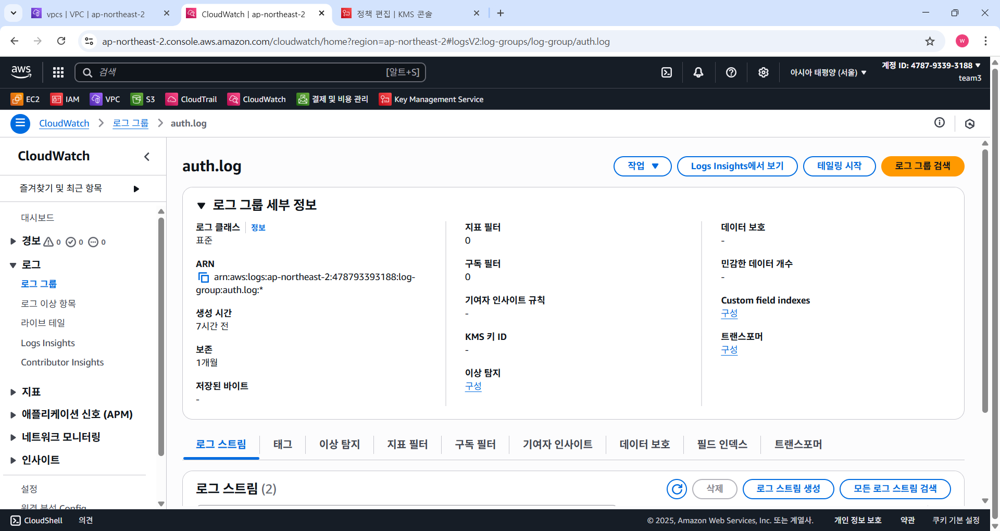 vpcs | VPC | ap-northeast-2
CloudWatch | ap-northeast-2
정책 편집 | KMS 콘솔
ap-northeast-2.console.aws.amazon.com/cloudwatch/home?region=ap-northeast-2#logsV2:log-groups/log-group/auth.log
W
aws
검색
[알트+S]
아시아 태평양 (서울)
계정 ID: 4787-9339-3188
team3
EC2
IAM
VPC
S3
CloudTrail
CloudWatch
결제 및 비용 관리
Key Management Service
CloudWatch
로그 그룹
auth.log
CloudWatch
즐겨찾기 및 최근 항목
대시보드
경보 0 0 0
로그
로그 그룹
로그 이상 항목
라이브 테일
Logs Insights
Contributor Insights
지표
애플리케이션 신호 (APM)
네트워크 모니터링
인사이트
설정
auth.log
작업
Logs Insights에서 보기
테일링 시작
로그 그룹 검색
로그 그룹 세부 정보
로그 클래스
정보
표준
ARN
arn:aws:logs:ap-northeast-2:478793393188:log-
group:auth.log:*
생성 시간
7시간 전
보존
1개월
저장된 바이트
-
지표 필터
0
구독 필터
0
기여자 인사이트 규칙
-
KMS 키 ID
-
이상 탐지
구성
데이터 보호
-
민감한 데이터 개수
-
Custom field indexes
구성
트랜스포머
구성
로그 스트림
태그
이상 탐지
지표 필터
구독 필터
기여자 인사이트
데이터 보호
필드 인덱스
트랜스포머
로그 스트림 (2)
삭제
로그 스트림 생성
모든 로그 스트림 검색
CloudShell
의견
© 2025, Amazon Web Services, Inc. 또는 계열사.
개인 정보 보호
약관
쿠키 기본 설정